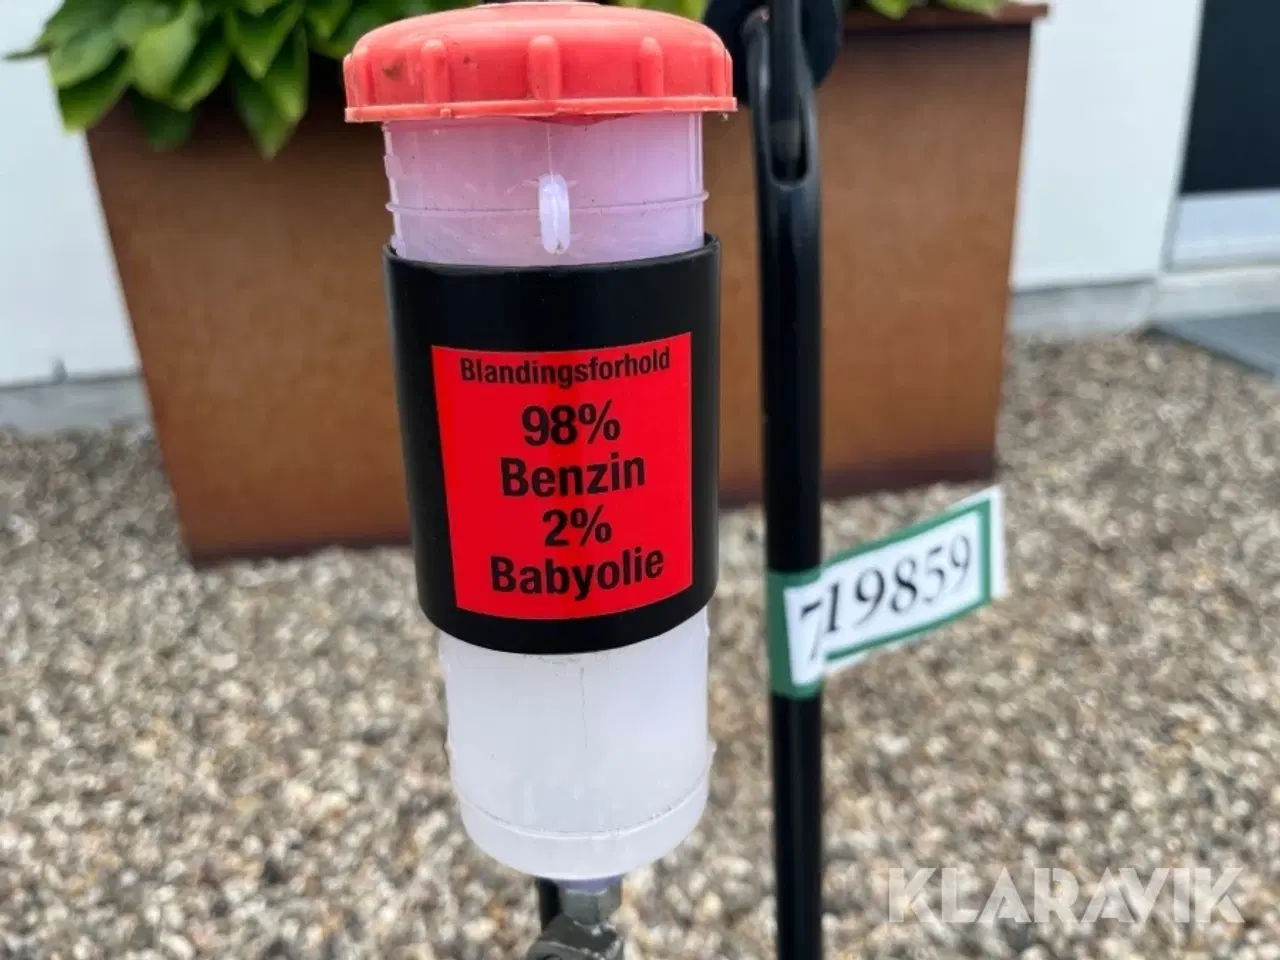 Blandingsforhold
98%
Benzin
2%
Babyolie
719859
KLARAVIK